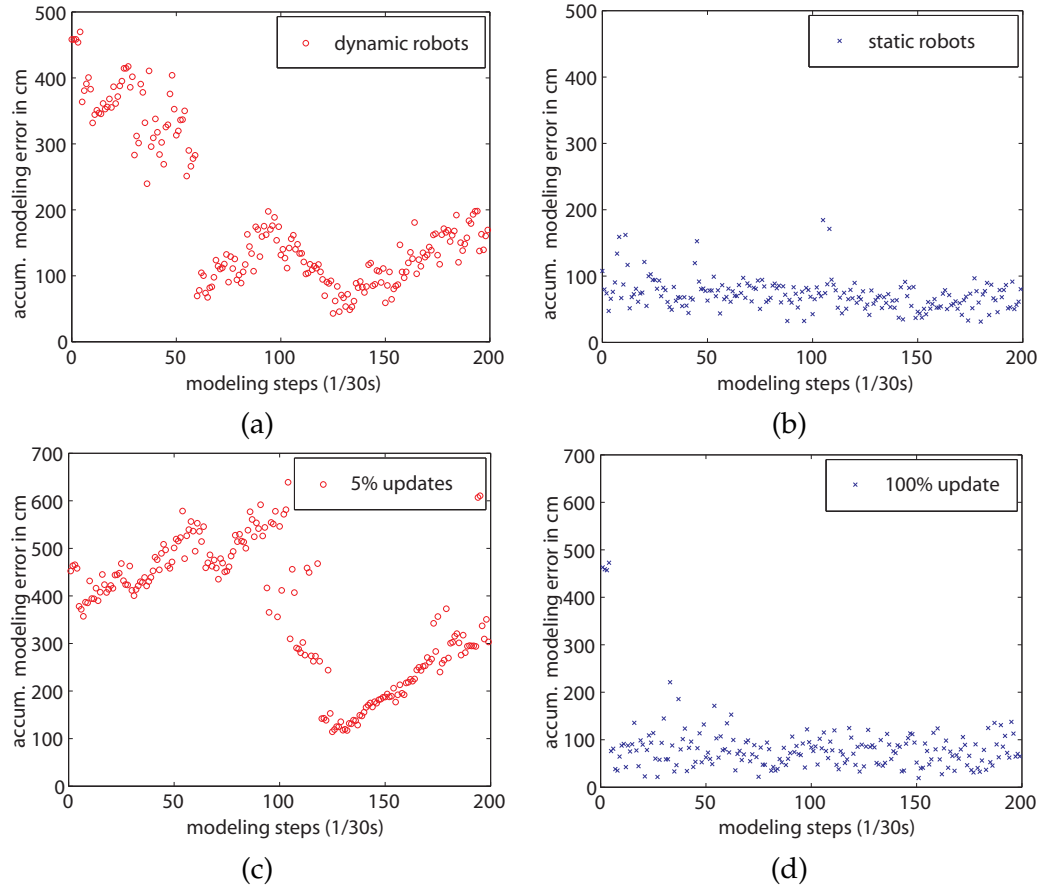 accum. modeling error in cm
500
400
300
200
100
0
dynamic robots
0 50 100 150 200
modeling steps (1/30s)
(a)
accum. modeling error in cm
500
400
300
200
100
0
static robots
0 50 100 150 200
modeling steps (1/30s)
(b)
accum. modeling error in cm
700
600
500
400
300
200
100
0
5% updates
0 50 100 150 200
modeling steps (1/30s)
(c)
accum. modeling error in cm
700
600
500
400
300
200
100
0
100% update
0 50 100 150 200
modeling steps (1/30s)
(d)